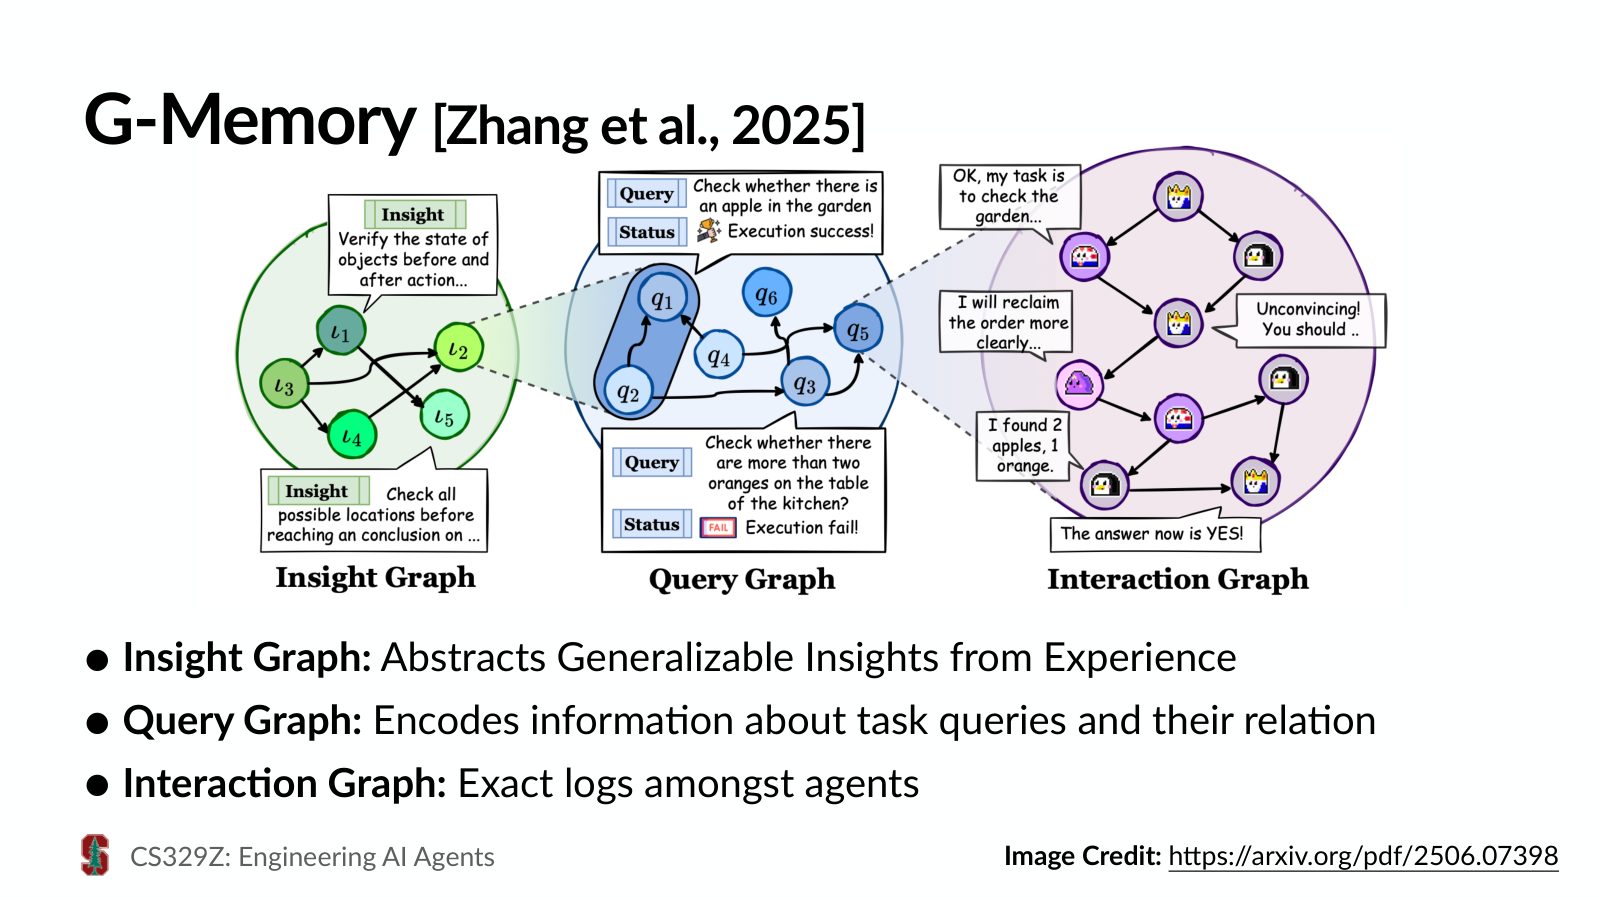 G-Memory [Zhang et al., 2025]
Insight
Verify the state of
objects before and
after action...
ι1
ι2
ι3
ι4
ι5
Insight
Check all
possible locations before
reaching an conclusion on ...
Insight Graph
Query
Check whether there is
an apple in the garden
Status
Execution success!
q1
q6
q5
q4
q3
q2
Query
Check whether there
are more than two
oranges on the table
of the kitchen?
Status
FAIL
Execution fail!
Query Graph
OK, my task is
to check the
garden...
I will reclaim
the order more
clearly...
Unconvincing!
You should ..
I found 2
apples, 1
orange.
The answer now is YES!
Interaction Graph
● Insight Graph: Abstracts Generalizable Insights from Experience
● Query Graph: Encodes information about task queries and their relation
● Interaction Graph: Exact logs amongst agents
CS329Z: Engineering AI Agents
Image Credit: https://arxiv.org/pdf/2506.07398